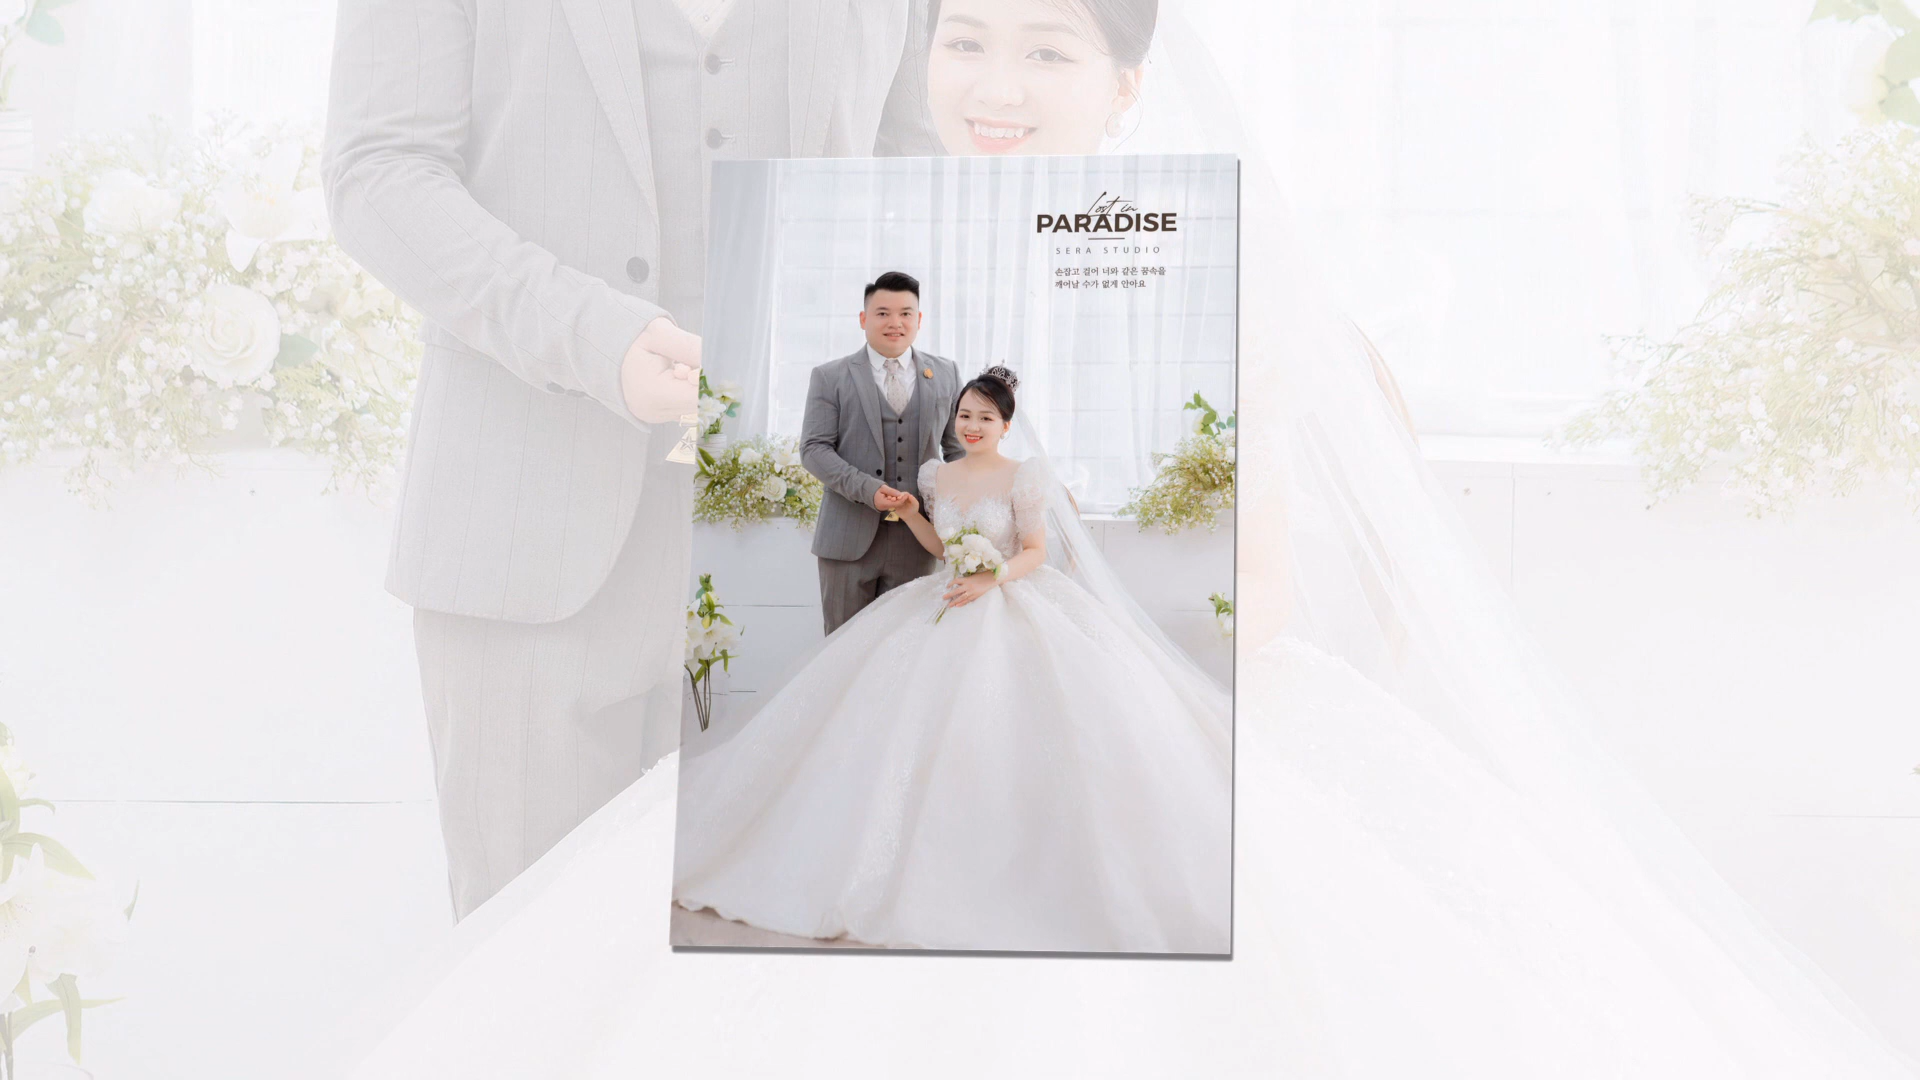 Lost in
PARADISE
SERA STUDIO
손잡고 걸어 너와 같은 꿈속을
깨어날 수가 없게 안아요